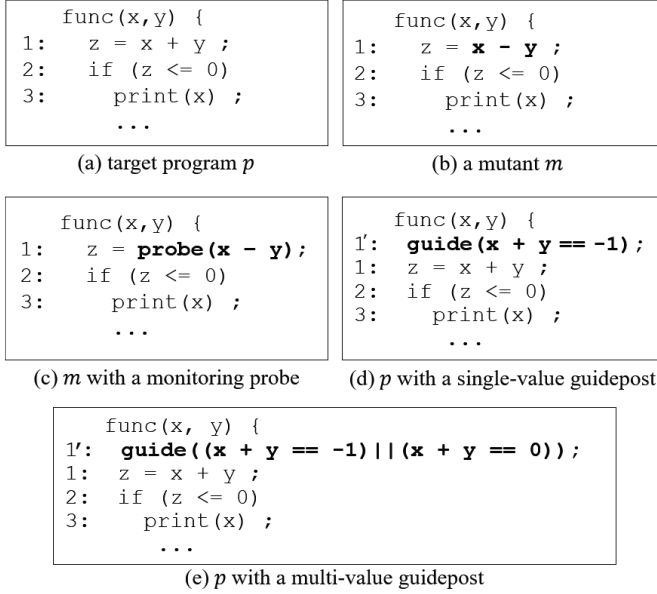 func(x,y) {
1: z = x + y ;
2: if (z <= 0)
3: print(x) ;
...
(a) target program p
func(x,y) {
1: z = x - y ;
2: if (z <= 0)
3: print(x) ;
...
(b) a mutant m
func(x,y) {
1: z = probe(x - y);
2: if (z <= 0)
3: print(x) ;
...
(c) m with a monitoring probe
func(x,y) {
1′: guide(x + y == -1);
1: z = x + y ;
2: if (z <= 0)
3: print(x) ;
...
(d) p with a single-value guidepost
func(x, y) {
1′: guide((x + y == -1)||(x + y == 0));
1: z = x + y ;
2: if (z <= 0)
3: print(x) ;
...
(e) p with a multi-value guidepost